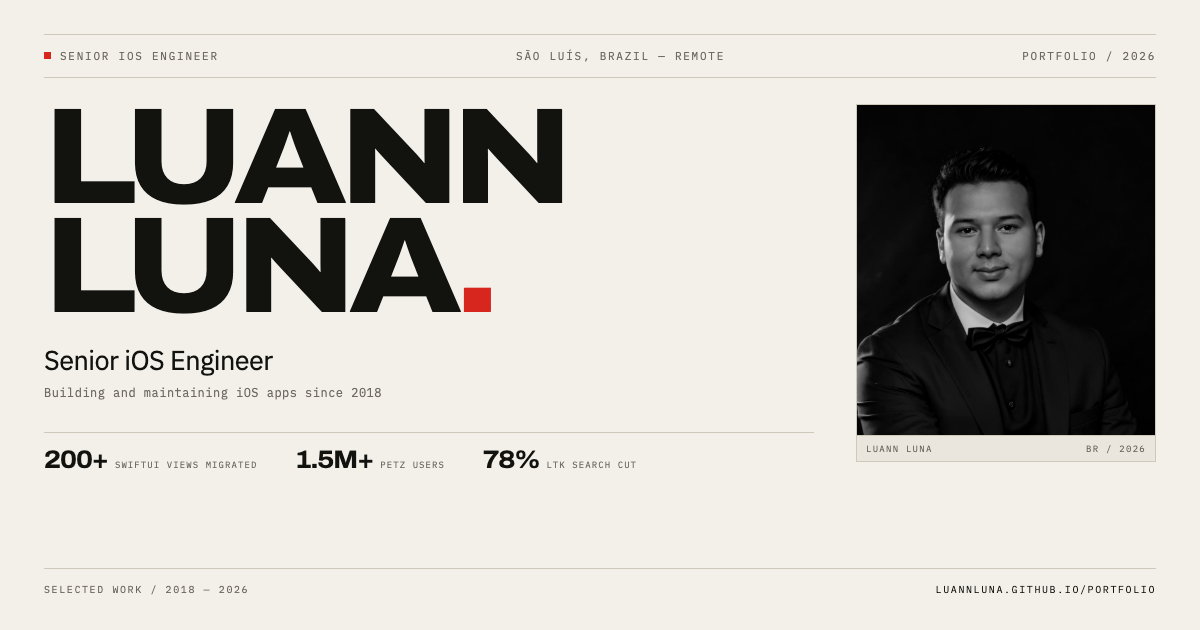 SENIOR IOS ENGINEER
SÃO LUÍS, BRAZIL — REMOTE
PORTFOLIO / 2026
LUANN
LUNA.
Senior iOS Engineer
Building and maintaining iOS apps since 2018
200+ SWIFTUI VIEWS MIGRATED
1.5M+ PETZ USERS
78% LTK SEARCH CUT
LUANN LUNA
BR / 2026
SELECTED WORK / 2018 — 2026
LUANNLUNA.GITHUB.IO/PORTFOLIO